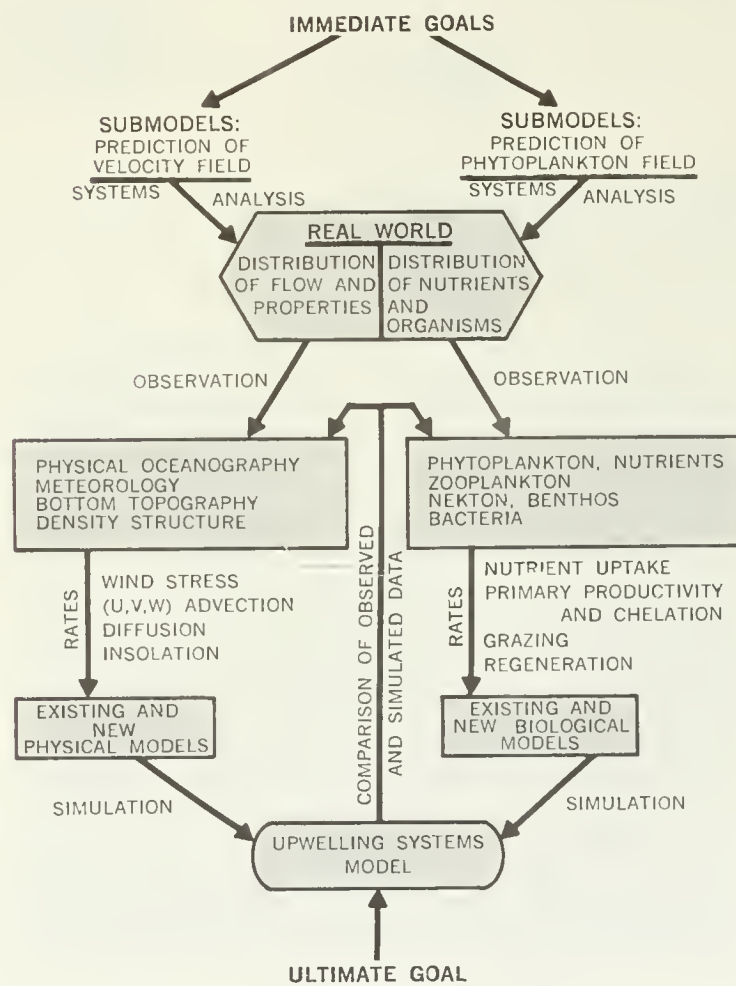 IMMEDIATE GOALS
SUBMODELS:
PREDICTION OF
VELOCITY FIELD
SYSTEMS
ANALYSIS
SUBMODELS:
PREDICTION OF
PHYTOPLANKTON FIELD
SYSTEMS
ANALYSIS
REAL WORLD
DISTRIBUTION
OF FLOW AND
PROPERTIES
DISTRIBUTION
OF NUTRIENTS
AND
ORGANISMS
OBSERVATION
OBSERVATION
PHYSICAL OCEANOGRAPHY
METEOROLOGY
BOTTOM TOPOGRAPHY
DENSITY STRUCTURE
PHYTOPLANKTON, NUTRIENTS
ZOOPLANKTON
NEKTON, BENTHOS
BACTERIA
RATES
WIND STRESS
(U,V,W) ADVECTION
DIFFUSION
INSOLATION
COMPARISON OF OBSERVED
AND SIMULATED DATA
RATES
NUTRIENT UPTAKE
PRIMARY PRODUCTIVITY
AND CHELATION
GRAZING
REGENERATION
EXISTING AND
NEW
PHYSICAL MODELS
EXISTING AND
NEW BIOLOGICAL
MODELS
SIMULATION
SIMULATION
UPWELLING SYSTEMS
MODEL
ULTIMATE GOAL